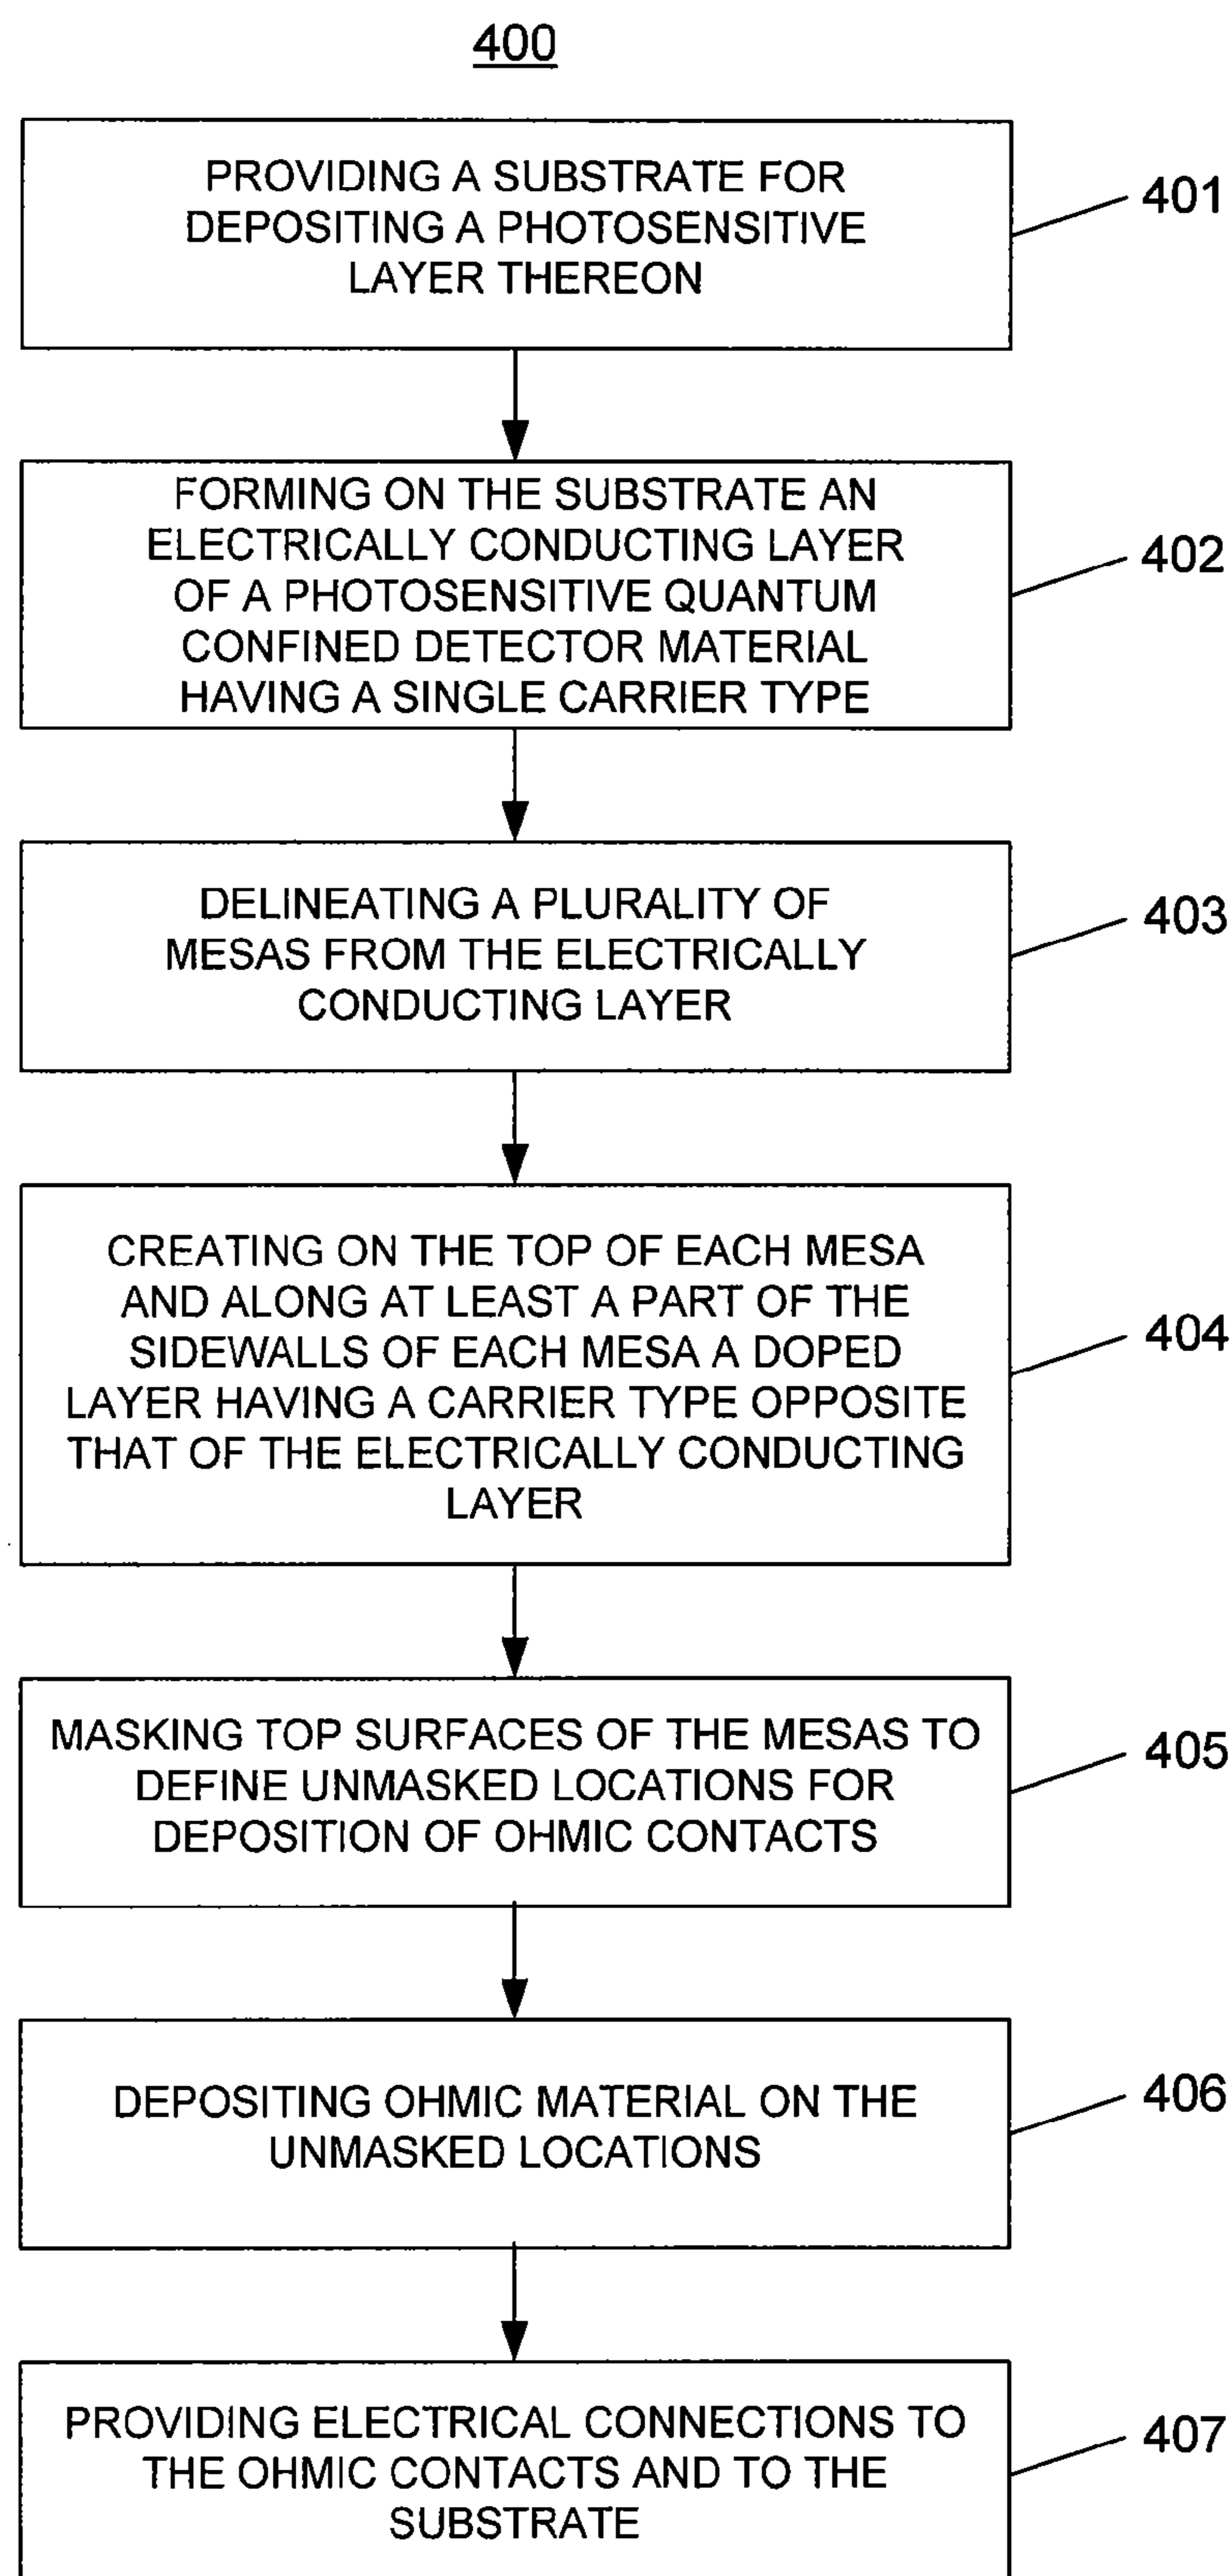 400
PROVIDING A SUBSTRATE FOR
DEPOSITING A PHOTOSENSITIVE
LAYER THEREON
401
FORMING ON THE SUBSTRATE AN
ELECTRICALLY CONDUCTING LAYER
OF A PHOTOSENSITIVE QUANTUM
CONFINED DETECTOR MATERIAL
HAVING A SINGLE CARRIER TYPE
402
DELINEATING A PLURALITY OF
MESAS FROM THE ELECTRICALLY
CONDUCTING LAYER
403
CREATING ON THE TOP OF EACH MESA
AND ALONG AT LEAST A PART OF THE
SIDEWALLS OF EACH MESA A DOPED
LAYER HAVING A CARRIER TYPE OPPOSITE
THAT OF THE ELECTRICALLY CONDUCTING
LAYER
404
MASKING TOP SURFACES OF THE MESAS TO
DEFINE UNMASKED LOCATIONS FOR
DEPOSITION OF OHMIC CONTACTS
405
DEPOSITING OHMIC MATERIAL ON THE
UNMASKED LOCATIONS
406
PROVIDING ELECTRICAL CONNECTIONS TO
THE OHMIC CONTACTS AND TO THE
SUBSTRATE
407